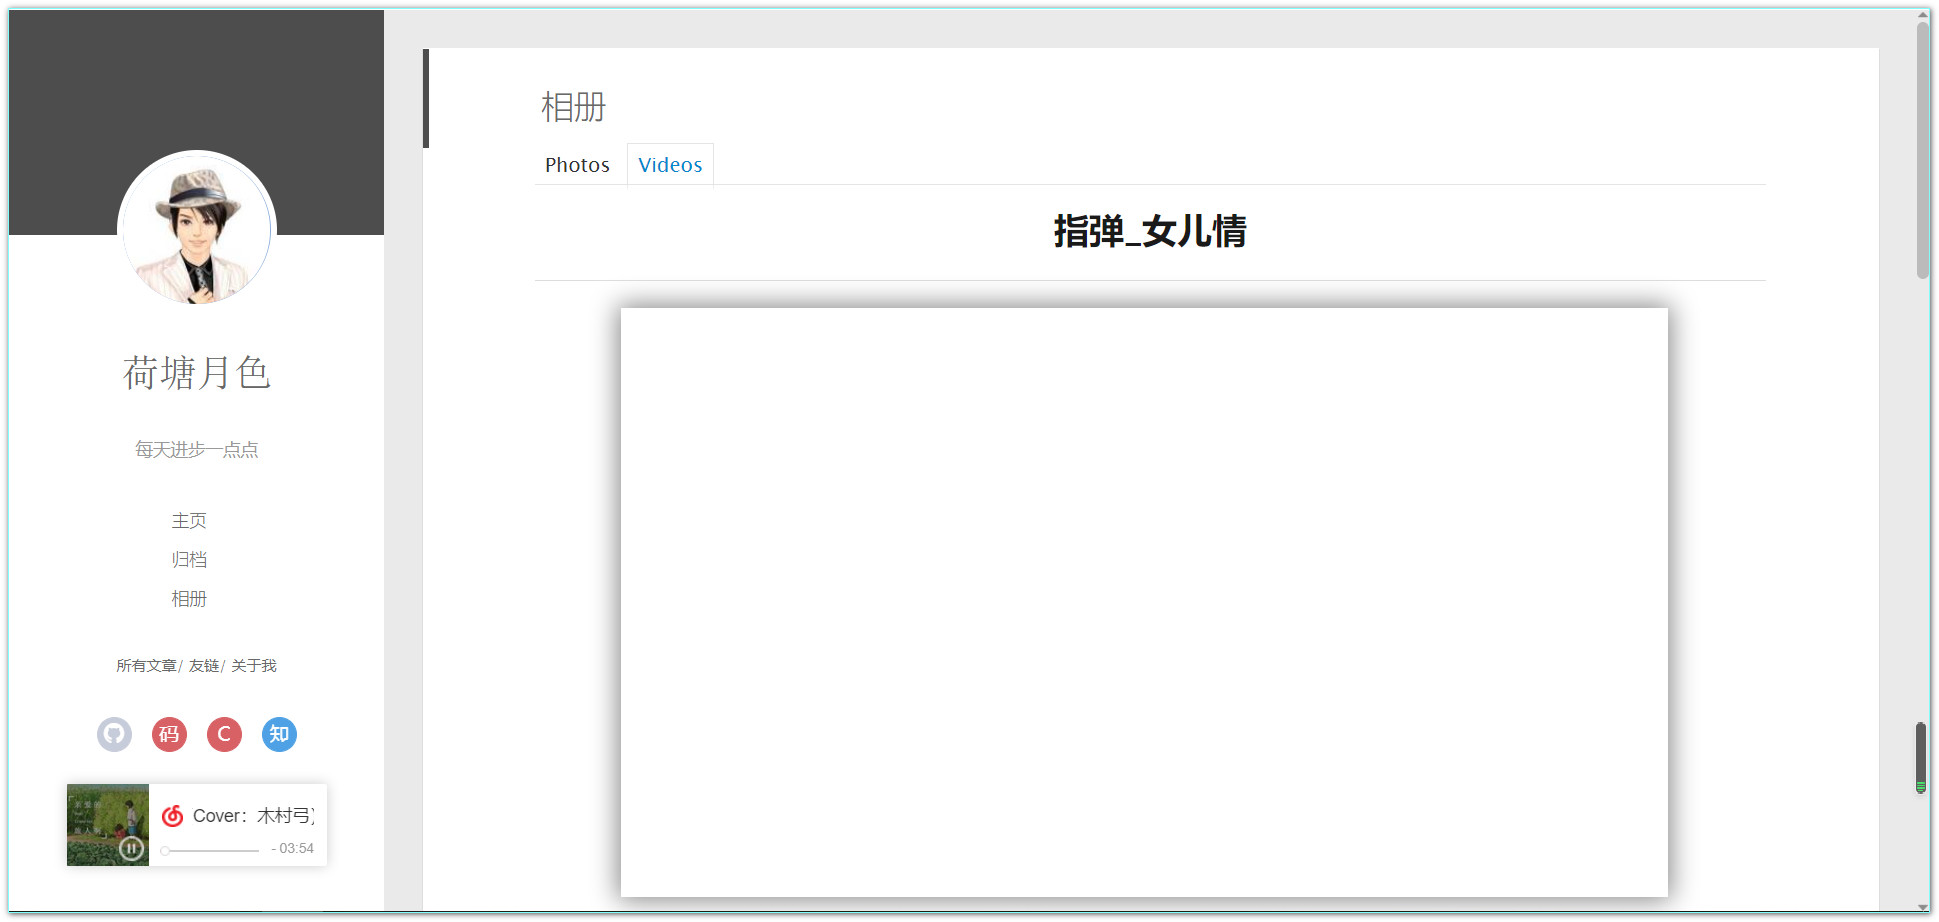 荷塘月色
每天进步一点点
主页
归档
相册
所有文章/ 友链/ 关于我
码 C 知
Cover：木村弓
- 03:54
相册
Photos Videos
指弹_女儿情